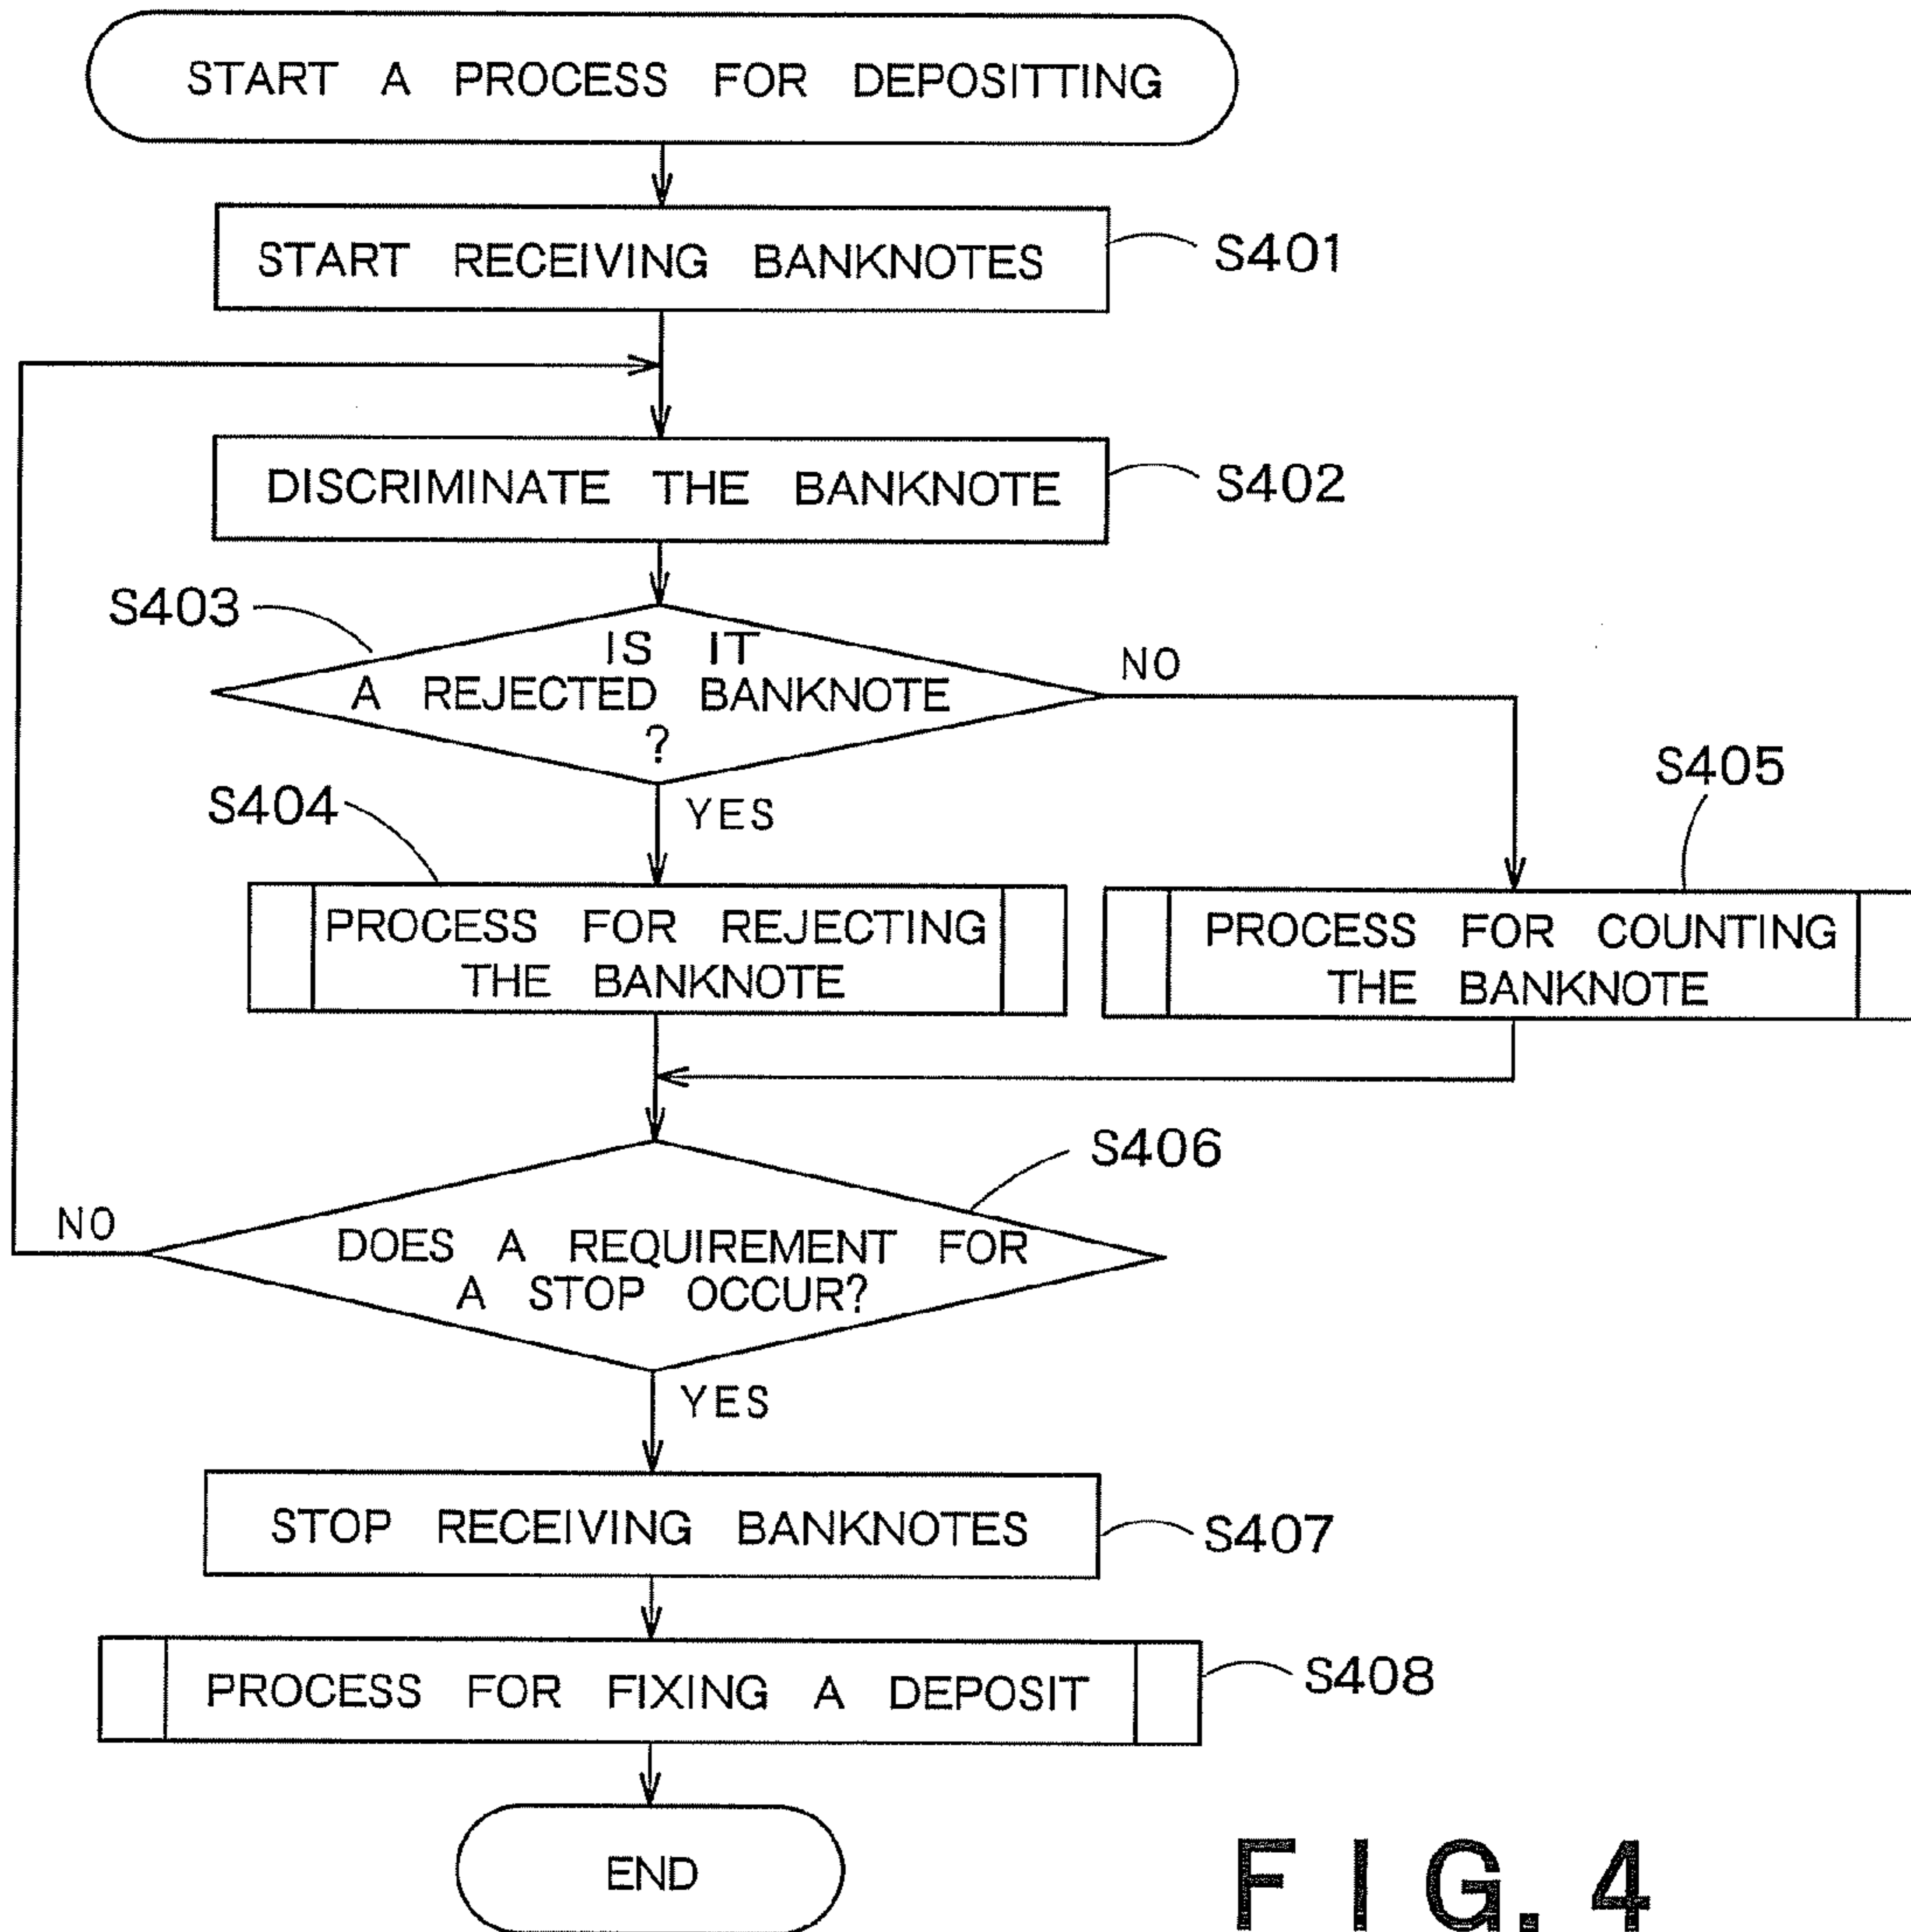 START A PROCESS FOR DEPOSITTING
START RECEIVING BANKNOTES
S401
DISCRIMINATE THE BANKNOTE
S402
S403
IS IT
A REJECTED BANKNOTE
?
NO
YES
S404
S405
PROCESS FOR REJECTING
THE BANKNOTE
PROCESS FOR COUNTING
THE BANKNOTE
S406
NO
DOES A REQUIREMENT FOR
A STOP OCCUR?
YES
STOP RECEIVING BANKNOTES
S407
PROCESS FOR FIXING A DEPOSIT
S408
END
FIG. 4